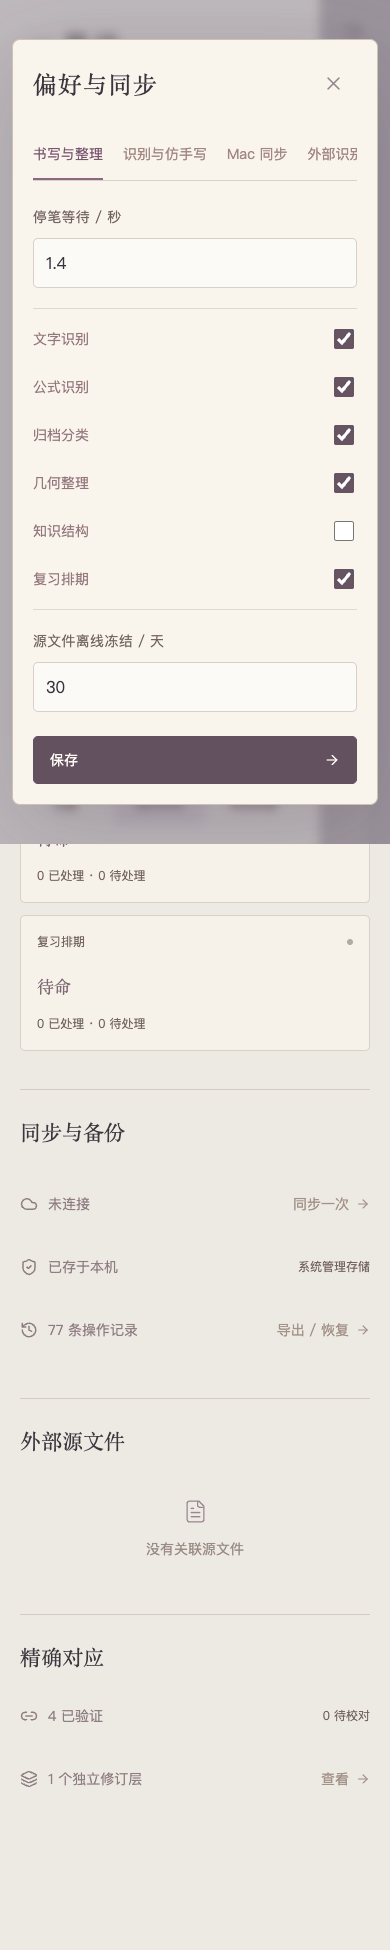 偏好与同步
书写与整理 识别与仿手写 Mac 同步 外部识别
停笔等待 / 秒
1.4
文字识别
公式识别
归档分类
几何整理
知识结构
复习排期
源文件离线冻结 / 天
30
保存
0 已处理 · 0 待处理
复习排期
待命
0 已处理 · 0 待处理
同步与备份
未连接 同步一次
已存于本机 系统管理存储
77 条操作记录 导出 / 恢复
外部源文件
没有关联源文件
精确对应
4 已验证 0 待校对
1 个独立修订层 查看